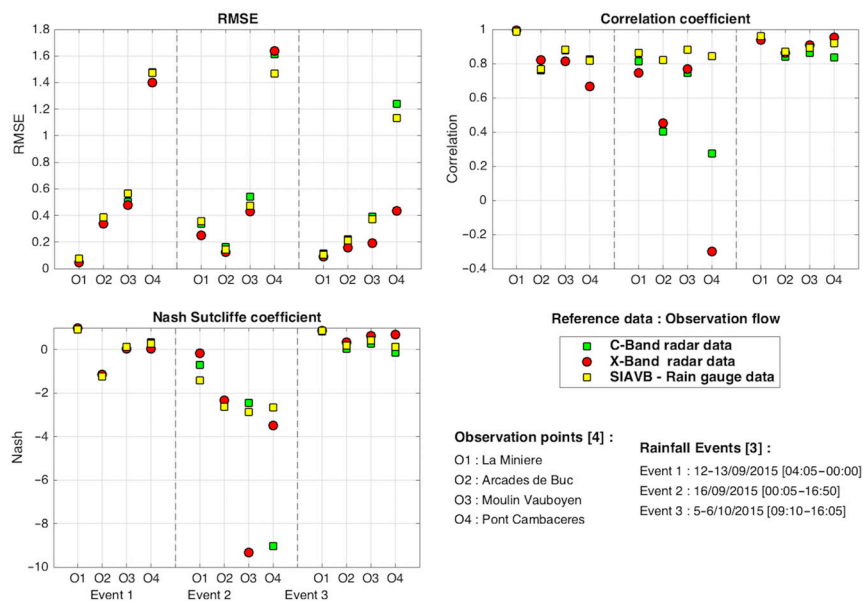 RMSE
1.8
1.6
1.4
1.2
1
0.8
0.6
0.4
0.2
0
RMSE
O1 O2 O3 O4 O1 O2 O3 O4 O1 O2 O3 O4
Correlation coefficient
1
0.8
0.6
0.4
0.2
0
−0.2
−0.4
Correlation
O1 O2 O3 O4 O1 O2 O3 O4 O1 O2 O3 O4
Nash Sutcliffe coefficient
0
−2
−4
−6
−8
−10
Nash
O1 O2 O3 O4 O1 O2 O3 O4 O1 O2 O3 O4
Event 1 Event 2 Event 3
Reference data : Observation flow
C-Band radar data
X-Band radar data
SIAVB - Rain gauge data
Observation points [4] :
O1 : La Miniere
O2 : Arcades de Buc
O3 : Moulin Vauboyen
O4 : Pont Cambaceres
Rainfall Events [3] :
Event 1 : 12−13/09/2015 [04:05−00:00]
Event 2 : 16/09/2015 [00:05−16:50]
Event 3 : 5−6/10/2015 [09:10−16:05]